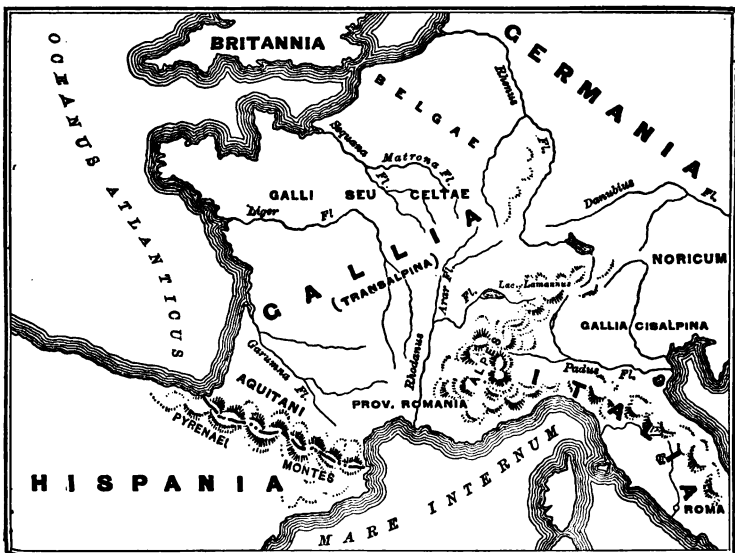 BRITANNIA
OCEANUS ATLANTICUS
GERMANIA
BELGAE
Rhenus Fl.
Sequana Fl.
Matrona Fl.
GALLI SEU CELTAE
Liger Fl
Danubius Fl.
NORICUM
GALLIA
(TRANSALPINA)
Arar Fl.
Lac. Lamannus
Fl.
GALLIA CISALPINA
Garumna Fl.
Rhodanus
ALPES
Padus Fl.
ITALIA
AQUITANI
PROV. ROMANIA
PYRENAEI MONTES
HISPANIA
MARE INTERNUM
ROMA